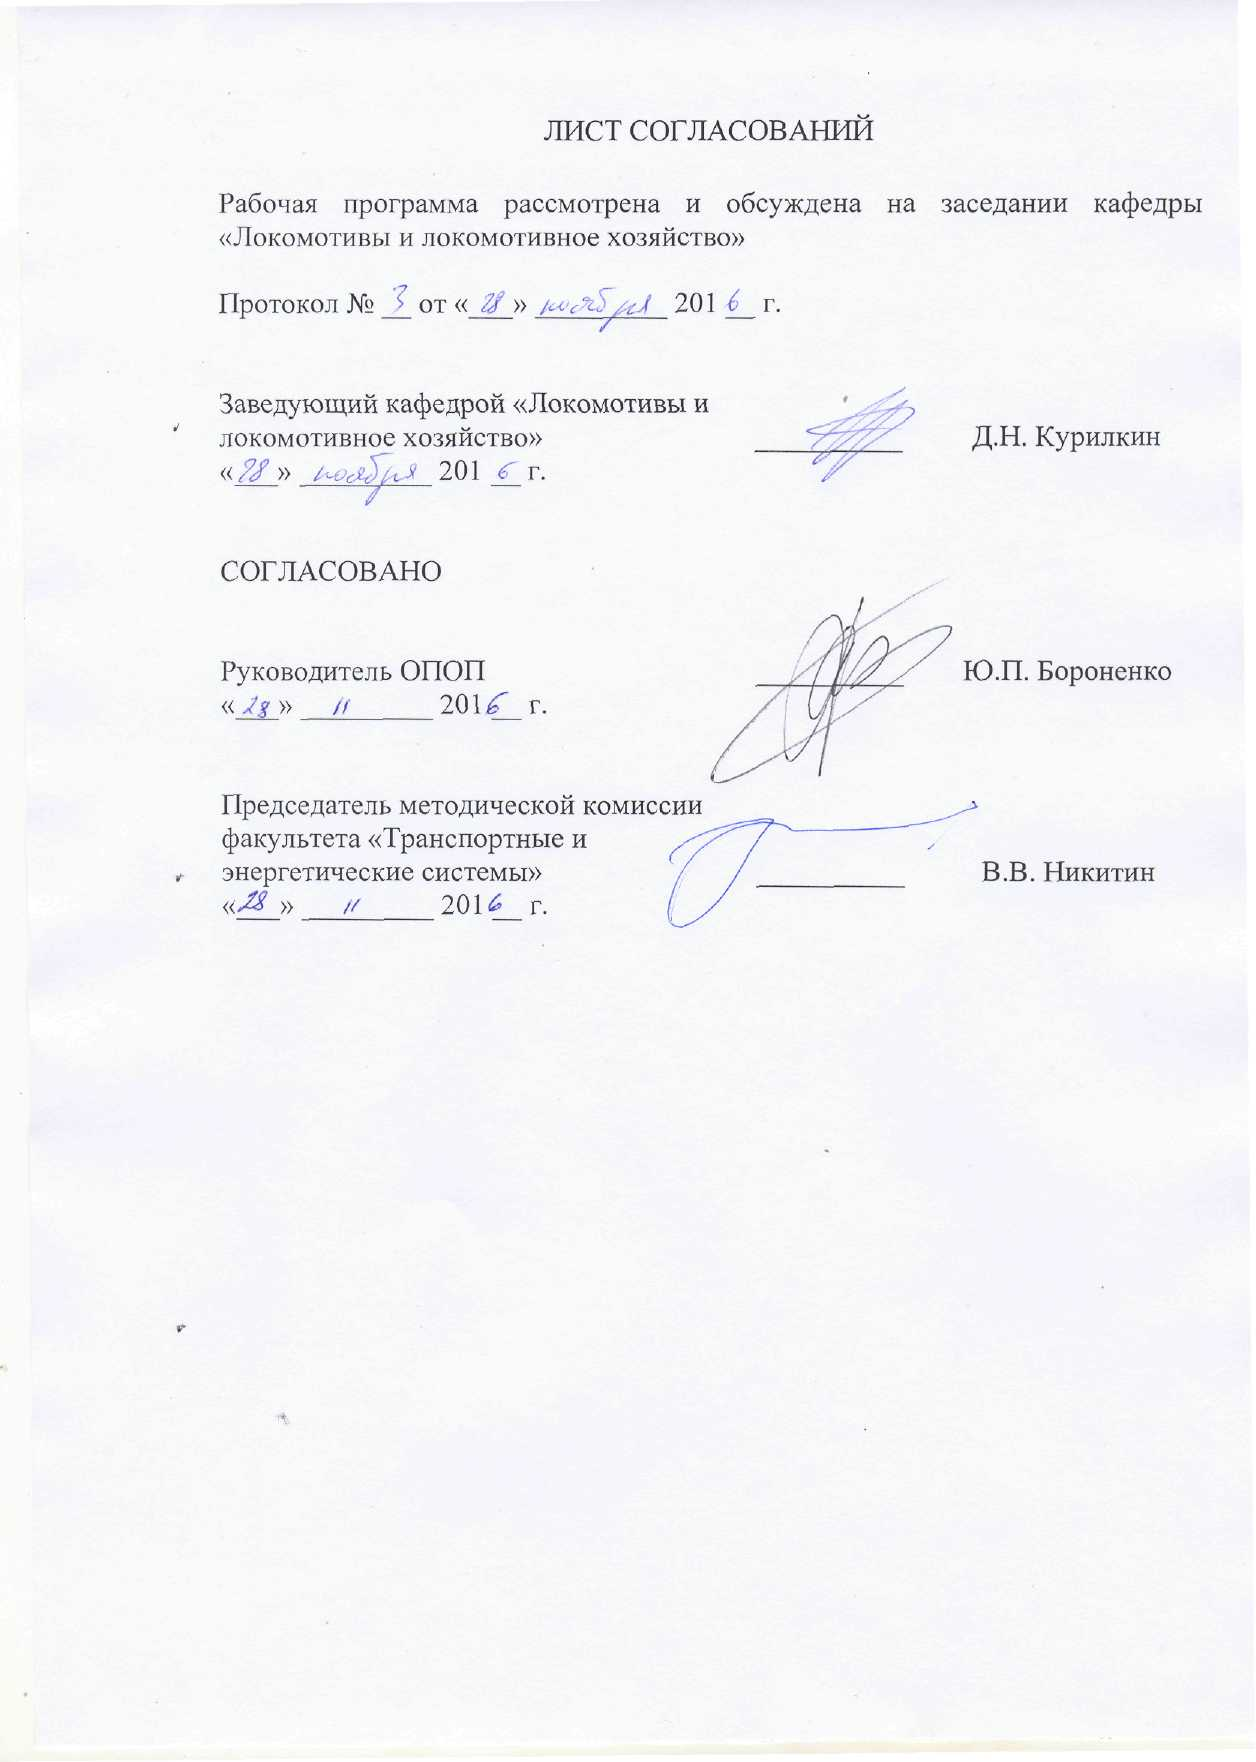 ЛИСТ СОГЛАСОВАНИЙ
Рабочая программа рассмотрена и обсуждена на заседании кафедры
«Локомотивы и локомотивное хозяйство»
Протокол № 3 от «28» ноября 2016 г.
Заведующий кафедрой «Локомотивы и
локомотивное хозяйство» Д.Н. Курилкин
«28» ноября 2016 г.
СОГЛАСОВАНО
Руководитель ОПОП Ю.П. Бороненко
«28» 11 2016 г.
Председатель методической комиссии
факультета «Транспортные и
энергетические системы» В.В. Никитин
«28» 11 2016 г.